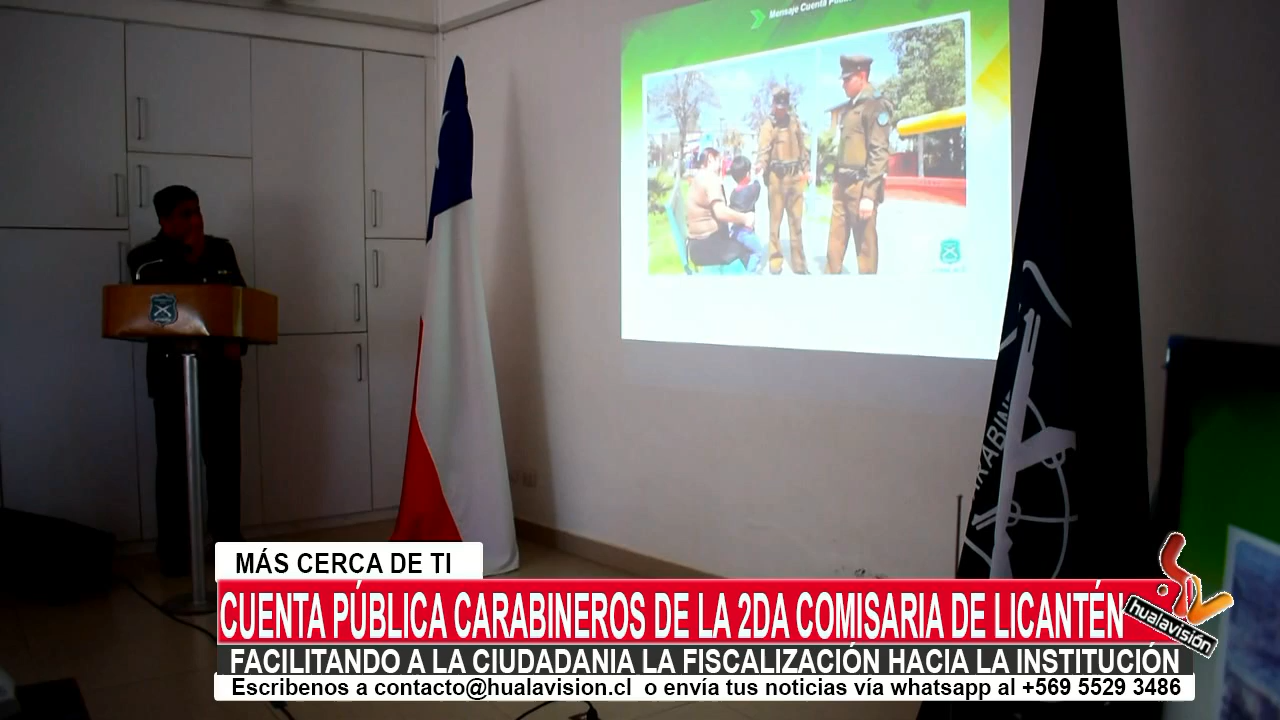 Mensaje Cuenta
MÁS CERCA DE TI
CUENTA PÚBLICA CARABINEROS DE LA 2DA COMISARIA DE LICANTÉN
hualavisión
FACILITANDO A LA CIUDADANIA LA FISCALIZACIÓN HACIA LA INSTITUCIÓN
Escribenos a contacto@hualavision.cl o envía tus noticias vía whatsapp al +569 5529 3486